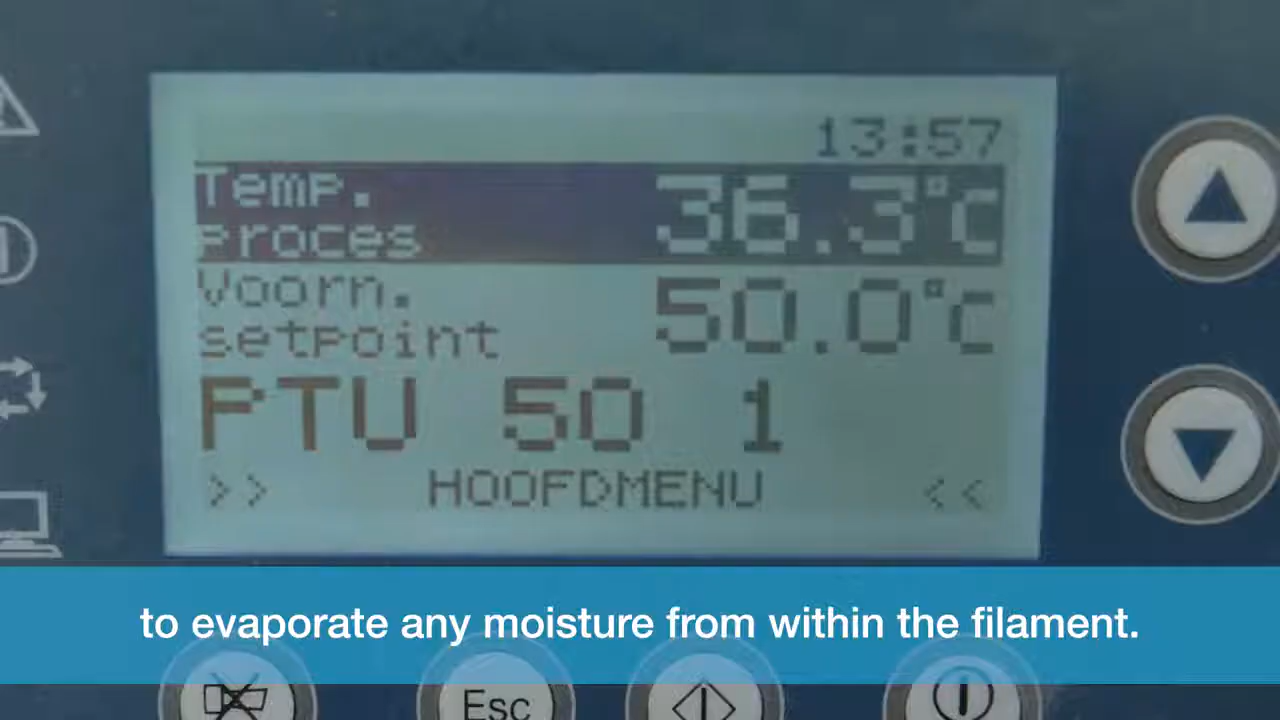 13:57
Temp. 36.3°C
proces
Voorn. 50.0°C
setpoint
PTU 50 1
>> HOOFDMENU <<
to evaporate any moisture from within the filament.
Esc